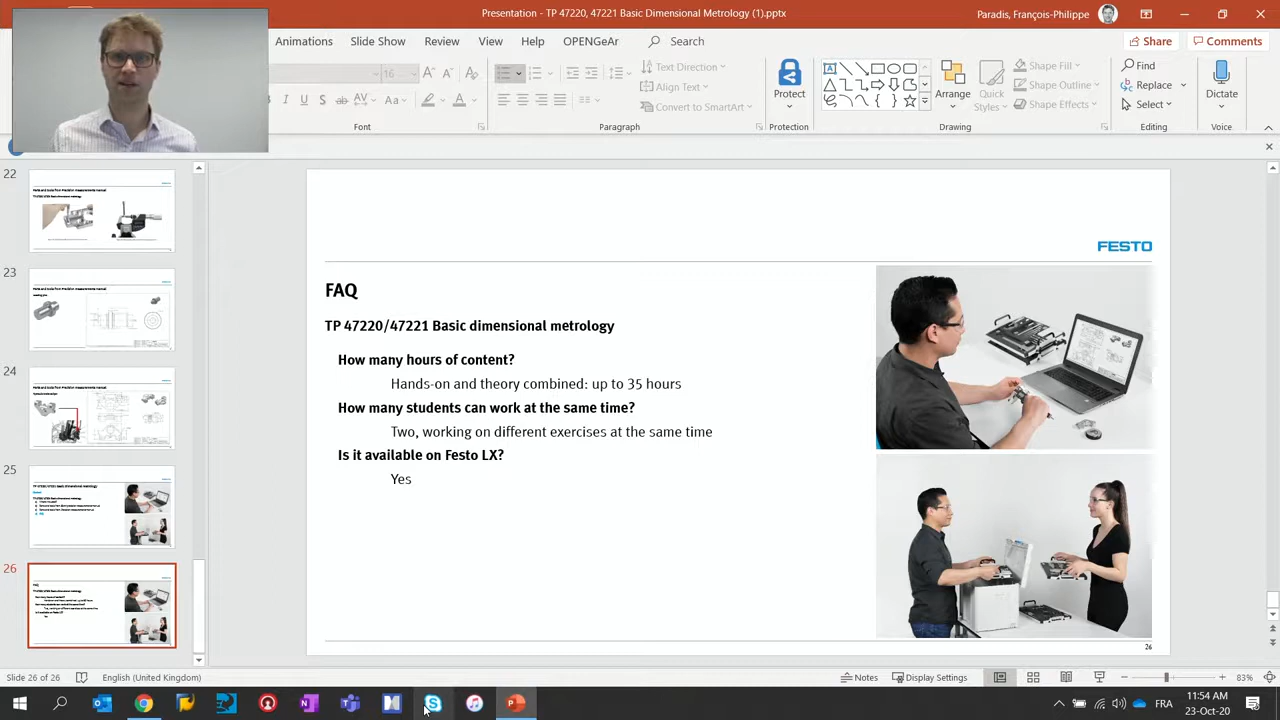 Presentation - TP 47220, 47221 Basic Dimensional Metrology (1).pptx
Paradis, François-Philippe
Animations
Slide Show
Review
View
Help
OPENGeAr
Search
Share
Comments
16
Aa
Text Direction
Align Text
Convert to SmartArt
Protect
Arrange
Quick
Styles
Shape Fill
Shape Outline
Shape Effects
Find
Replace
Select
Dictate
Font
Paragraph
Protection
Drawing
Editing
Voice
22
23
24
25
26
FESTO
FAQ
TP 47220/47221 Basic dimensional metrology
How many hours of content?
Hands-on and theory combined: up to 35 hours
How many students can work at the same time?
Two, working on different exercises at the same time
Is it available on Festo LX?
Yes
26
Slide 26 of 26
English (United Kingdom)
Notes
Display Settings
83%
FRA
11:54 AM
23-Oct-20